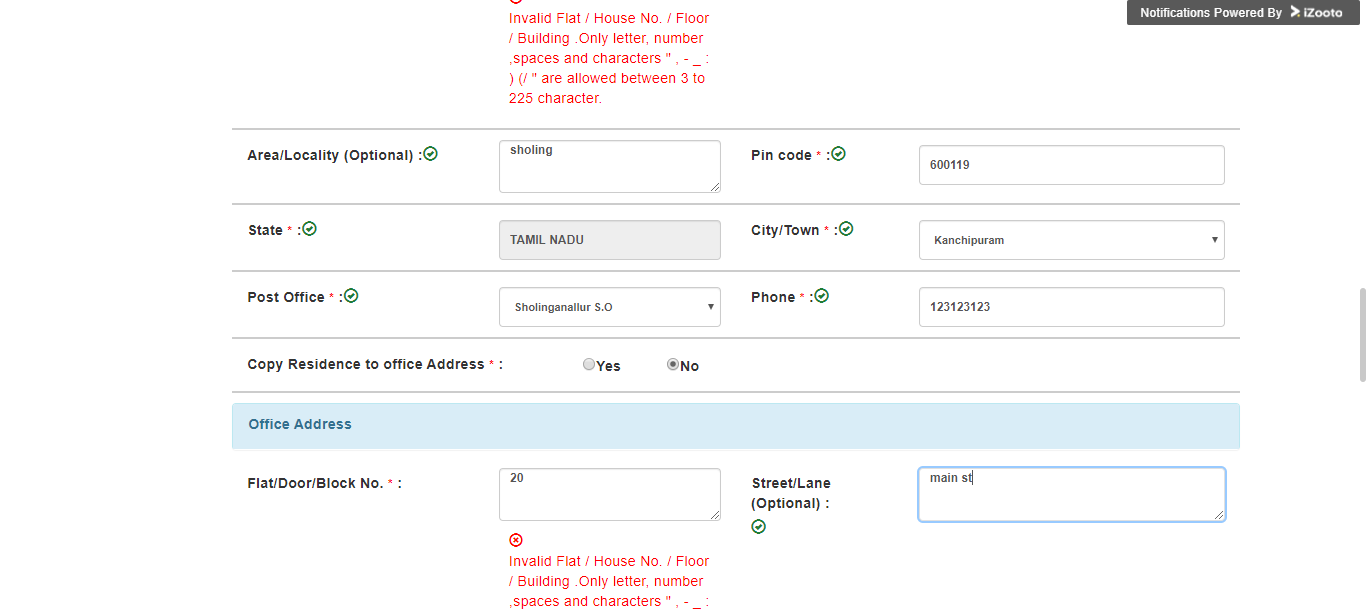 Notifications Powered By iZooto
Invalid Flat / House No. / Floor
/ Building .Only letter, number
,spaces and characters " , - _ :
) (/ " are allowed between 3 to
225 character.
Area/Locality (Optional) :
sholing
Pin code * :
600119
State * :
TAMIL NADU
City/Town * :
Kanchipuram
Post Office * :
Sholinganallur S.O
Phone * :
123123123
Copy Residence to office Address * :
Yes
No
Office Address
Flat/Door/Block No. * :
20
Street/Lane
(Optional) :
main st
Invalid Flat / House No. / Floor
/ Building .Only letter, number
,spaces and characters " , - _ :